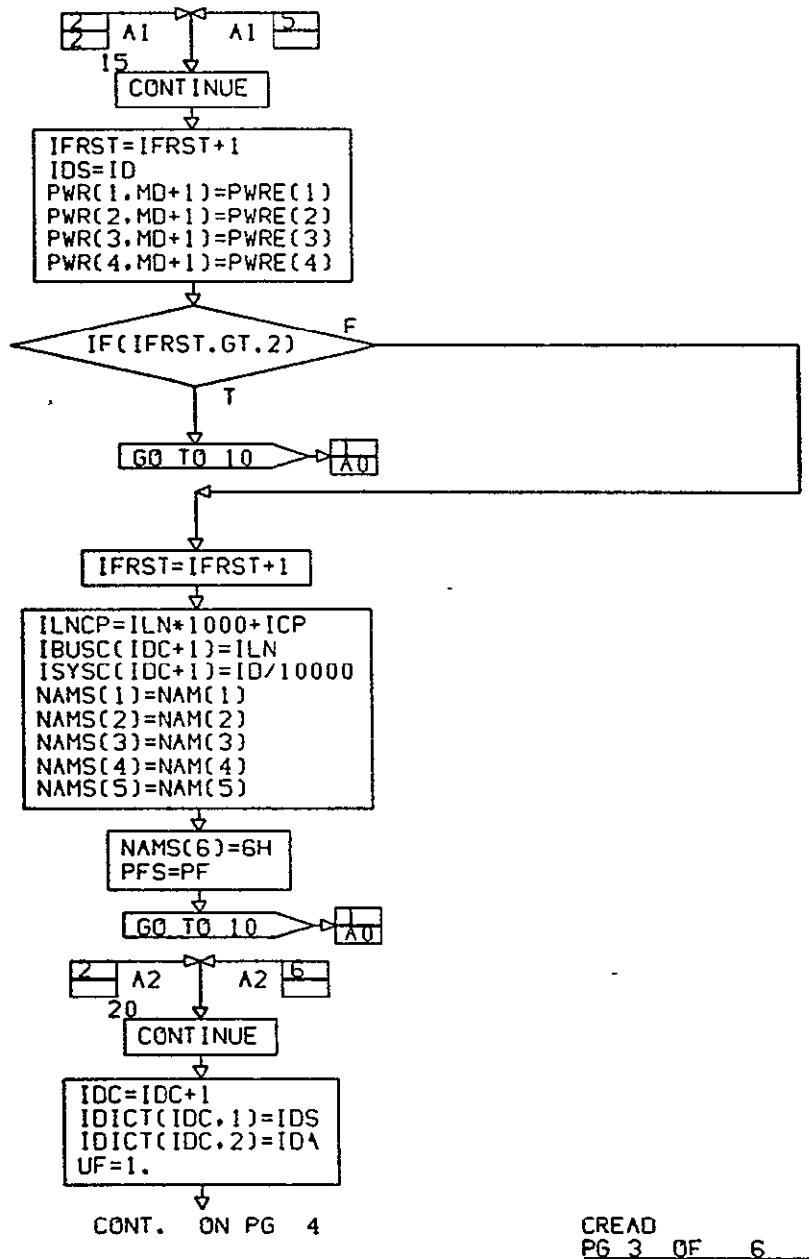 2 A1 A1 5
2
15
CONTINUE
IFRST=IFRST+1
IDS=ID
PWR(1,MD+1)=PWRE(1)
PWR(2,MD+1)=PWRE(2)
PWR(3,MD+1)=PWRE(3)
PWR(4,MD+1)=PWRE(4)
F
IF(IFRST.GT.2)
T
GO TO 10 1
A0
IFRST=IFRST+1
ILNCP=ILN*1000+ICP
IBUSC(IDC+1)=ILN
ISYSC(IDC+1)=ID/10000
NAMS(1)=NAM(1)
NAMS(2)=NAM(2)
NAMS(3)=NAM(3)
NAMS(4)=NAM(4)
NAMS(5)=NAM(5)
NAMS(6)=6H
PFS=PF
GO TO 10 1
A0
2 A2 A2 6
20
CONTINUE
IDC=IDC+1
IDICT(IDC,1)=IDS
IDICT(IDC,2)=IDA
UF=1.
CONT. ON PG 4
CREAD
PG 3 OF 6